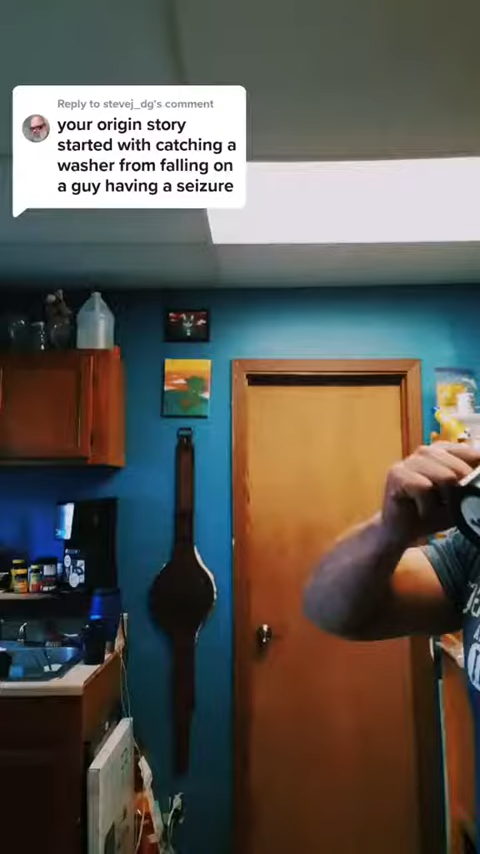 Reply to stevej_dg's comment
your origin story
started with catching a
washer from falling on
a guy having a seizure